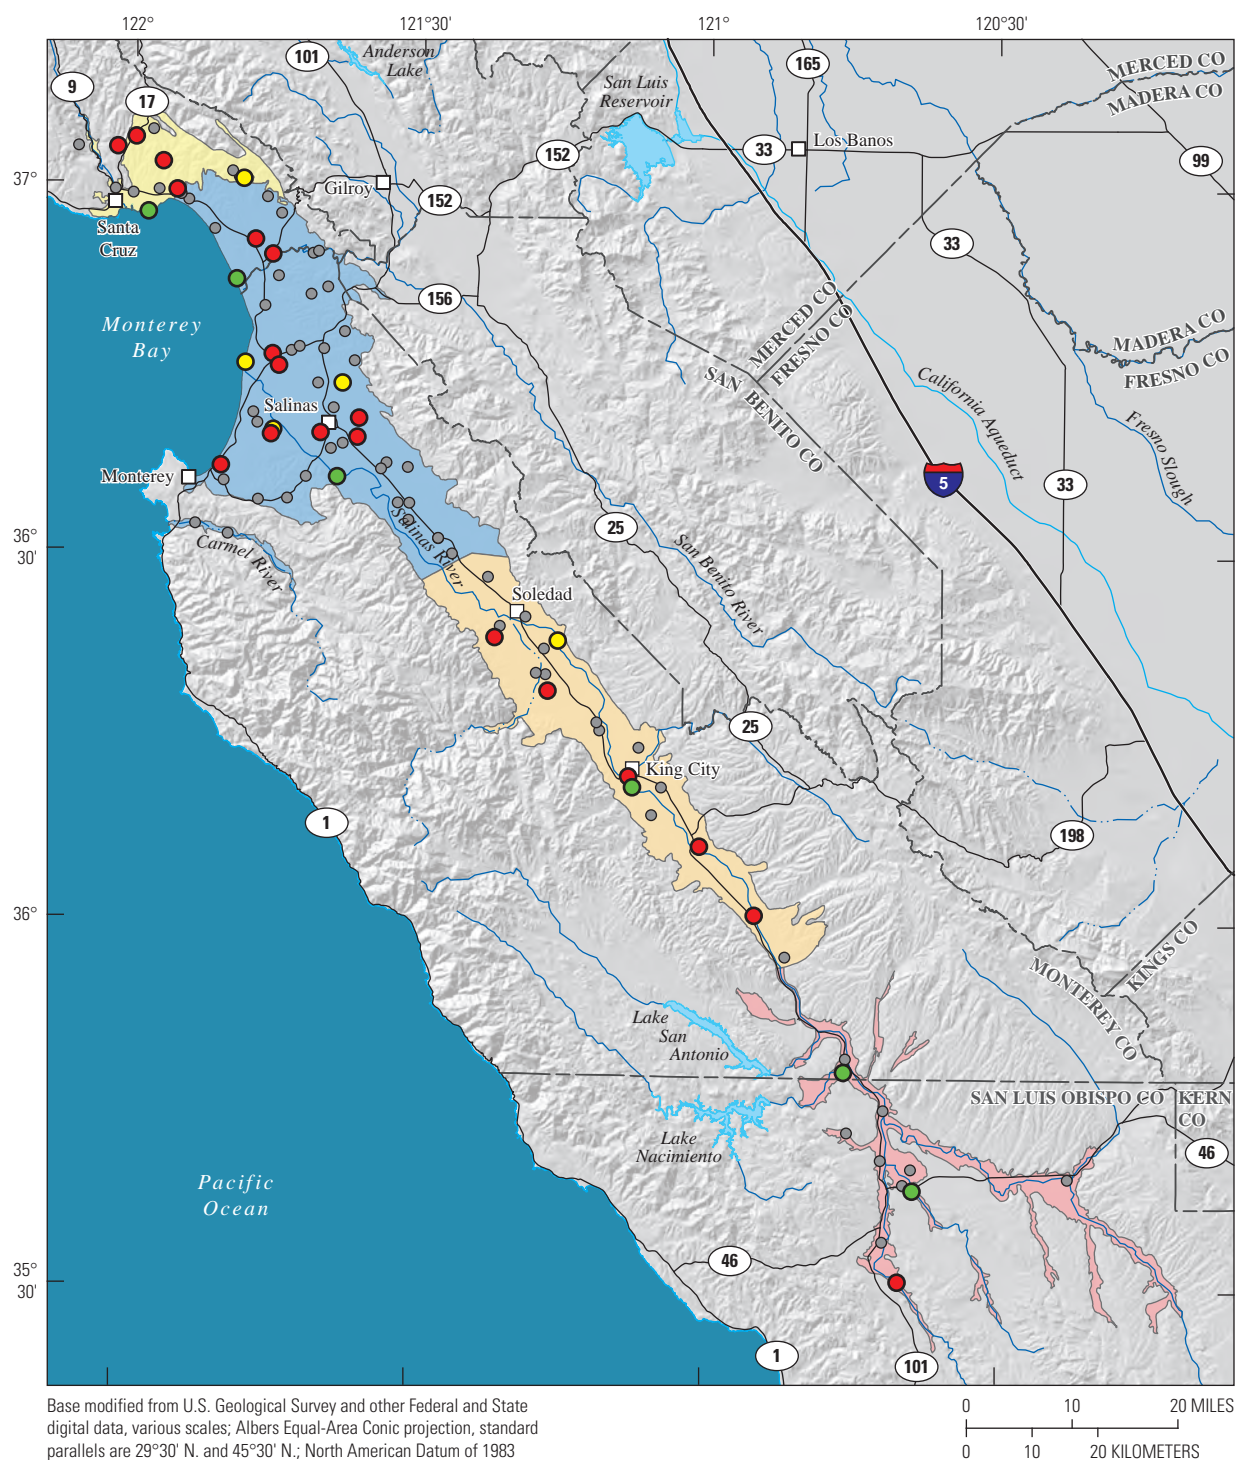 122°
121°30'
121°
120°30'
101
Anderson
Lake
165
MERCED CO
MADERA CO
9
17
San Luis
Reservoir
152
33
Los Banos
99
37°
Gilroy
152
Santa
Cruz
33
156
Monterey
Bay
MERCED CO
FRESNO CO
MADERA CO
FRESNO CO
SAN BENITO CO
California Aqueduct
Fresno Slough
Salinas
Monterey
5
33
36°
30'
Salinas River
25
San Benito River
Carmel River
Soledad
25
King City
1
198
36°
KINGS CO
MONTEREY CO
Lake
San
Antonio
SAN LUIS OBISPO CO
KERN
CO
Lake
Nacimiento
46
Pacific
Ocean
46
35°
30'
1
101
Base modified from U.S. Geological Survey and other Federal and State
digital data, various scales; Albers Equal-Area Conic projection, standard
parallels are 29°30' N. and 45°30' N.; North American Datum of 1983
0 10 20 MILES
0 10 20 KILOMETERS